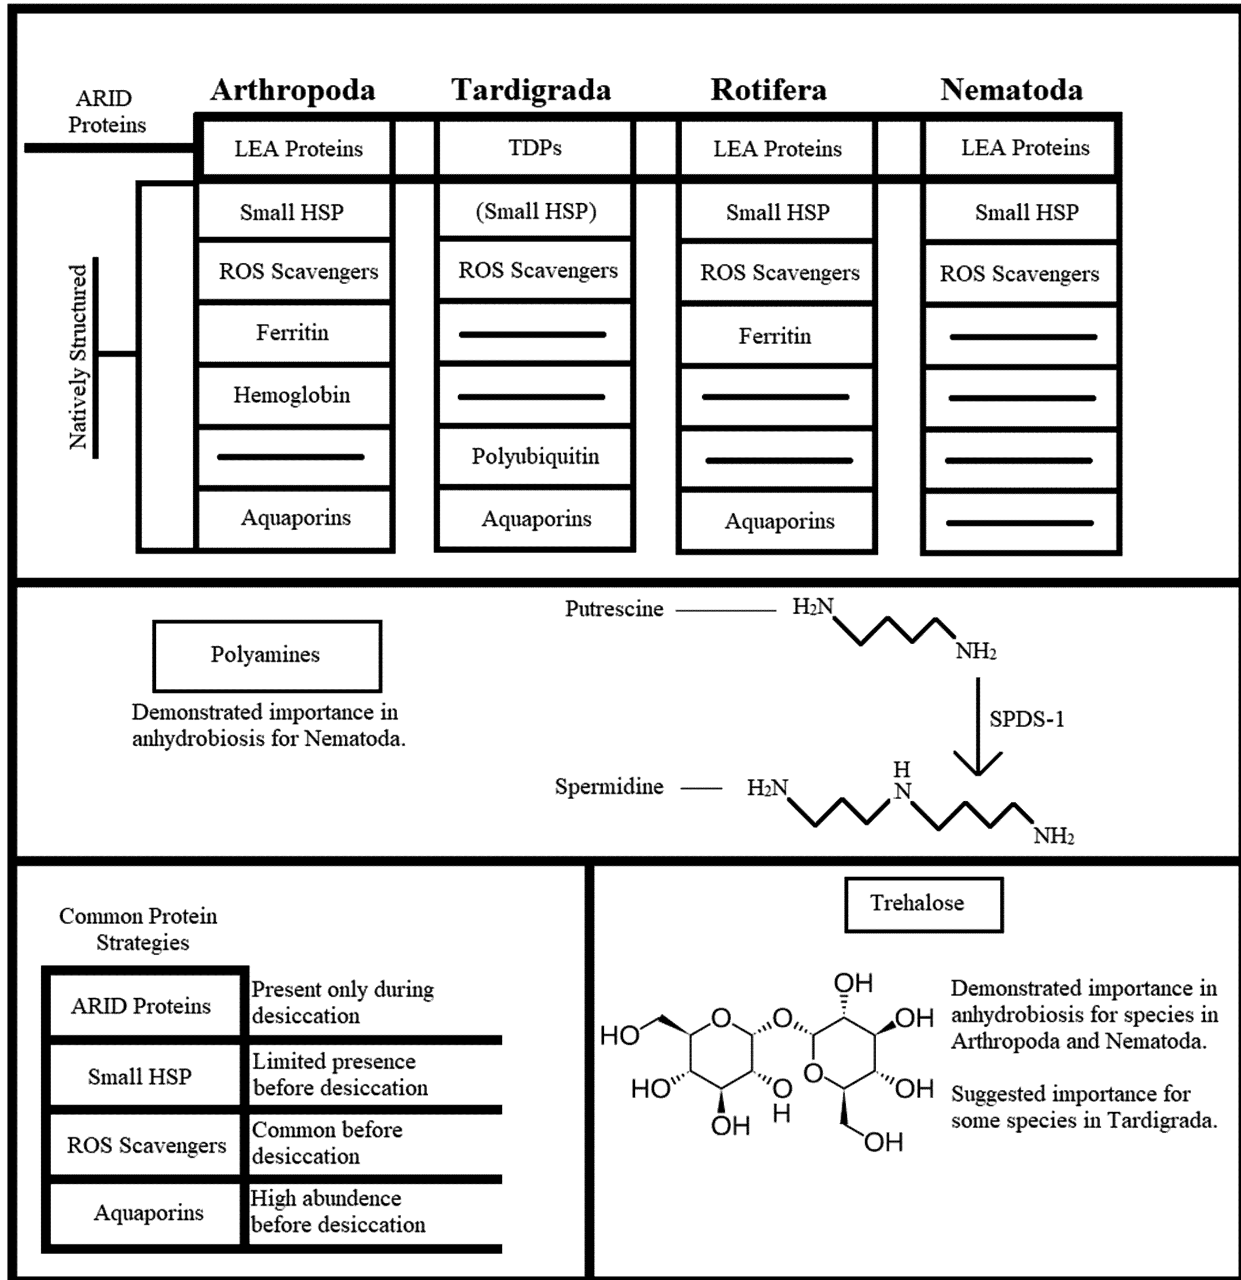 Arthropoda Tardigrada Rotifera Nematoda
ARID
Proteins
LEA Proteins TDPs LEA Proteins LEA Proteins
Small HSP (Small HSP) Small HSP Small HSP
ROS Scavengers ROS Scavengers ROS Scavengers ROS Scavengers
Natively Structured
Ferritin Ferritin
Hemoglobin
Polyubiquitin
Aquaporins Aquaporins Aquaporins
Polyamines
Demonstrated importance in
anhydrobiosis for Nematoda.
Putrescine H2N
NH2
SPDS-1
Spermidine H2N
H
N
NH2
Common Protein
Strategies
ARID Proteins
Present only during
desiccation
Small HSP
Limited presence
before desiccation
ROS Scavengers
Common before
desiccation
Aquaporins
High abundence
before desiccation
Trehalose
OH
HO O O OH
HO O O OH
OH H
OH
Demonstrated importance in
anhydrobiosis for species in
Arthropoda and Nematoda.
Suggested importance for
some species in Tardigrada.